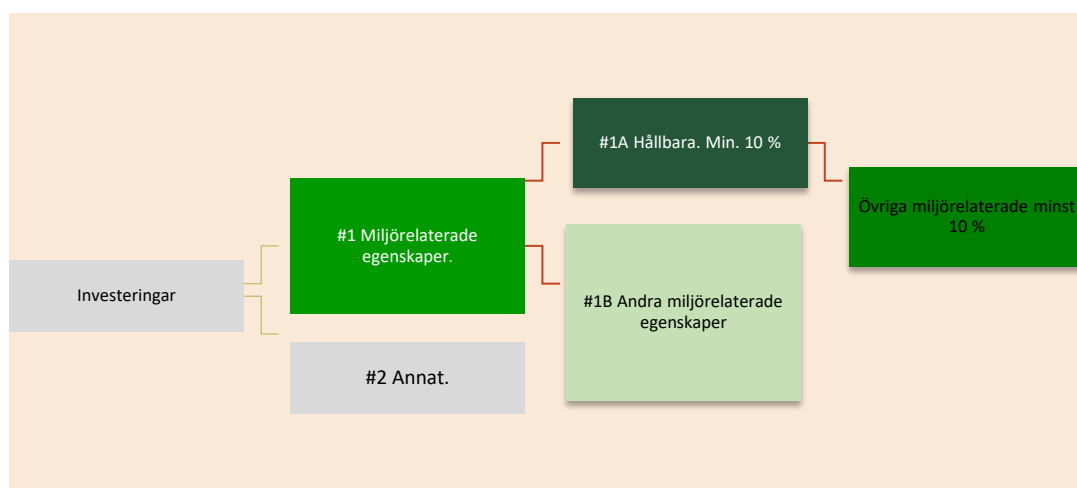 Investeringar
#1 Miljörelaterade
egenskaper.
#2 Annat.
#1A Hållbara. Min. 10 %
#1B Andra miljörelaterade
egenskaper
Övriga miljörelaterade minst
10 %